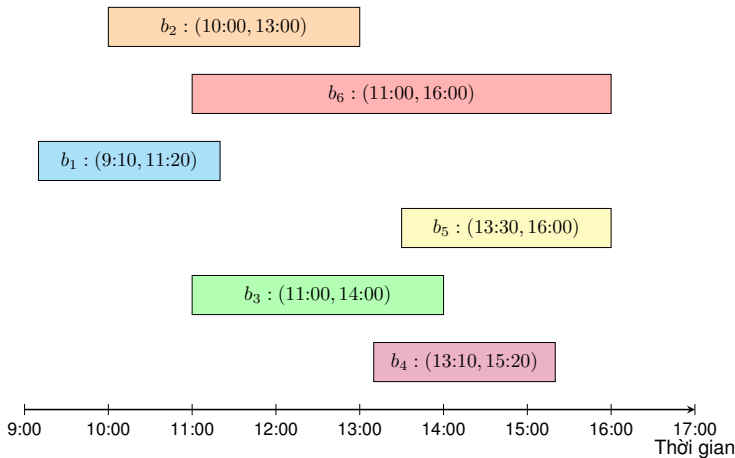 b₂ : (10:00, 13:00)
b₆ : (11:00, 16:00)
b₁ : (9:10, 11:20)
b₅ : (13:30, 16:00)
b₃ : (11:00, 14:00)
b₄ : (13:10, 15:20)
9:00 10:00 11:00 12:00 13:00 14:00 15:00 16:00 17:00
Thời gian